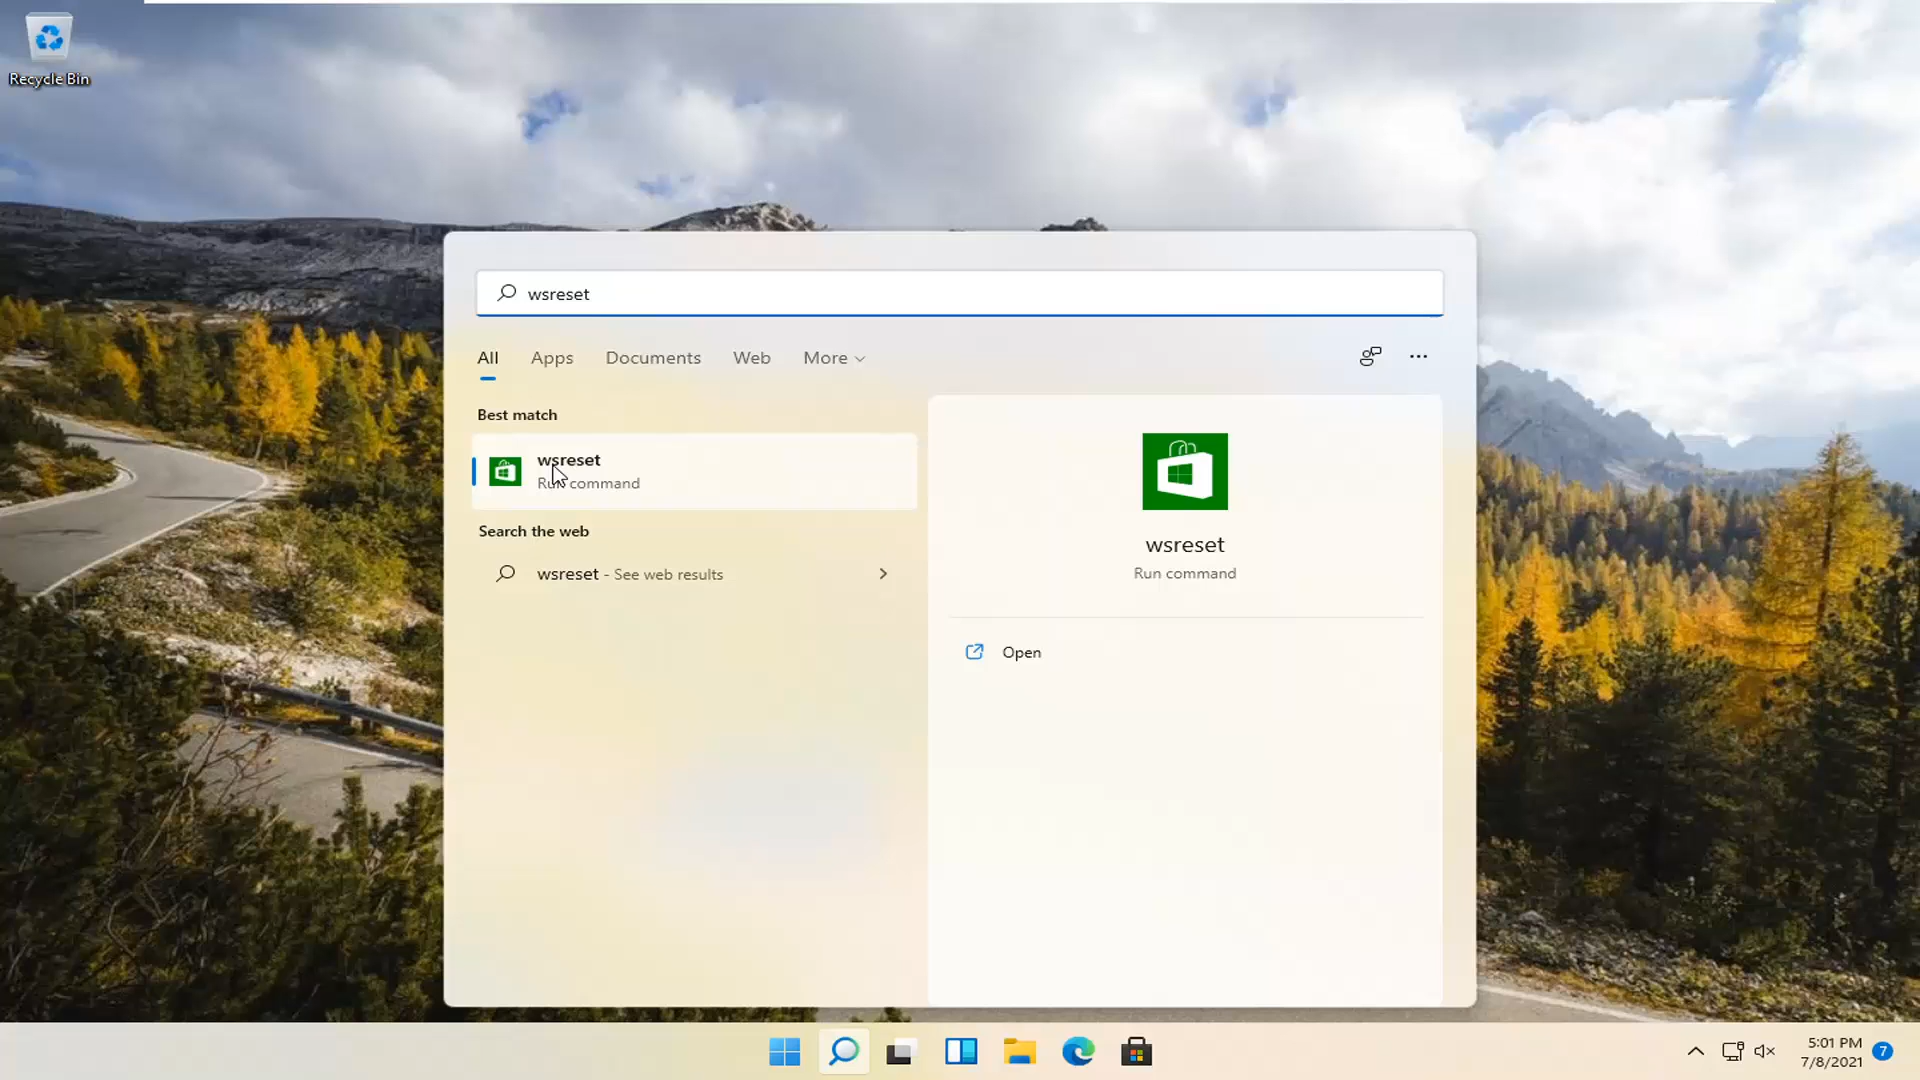 Recycle Bin
wsreset
All
Apps
Documents
Web
More
Best match
wsreset
Run command
Search the web
wsreset - See web results
wsreset
Run command
Open
5:01 PM
7/8/2021
7